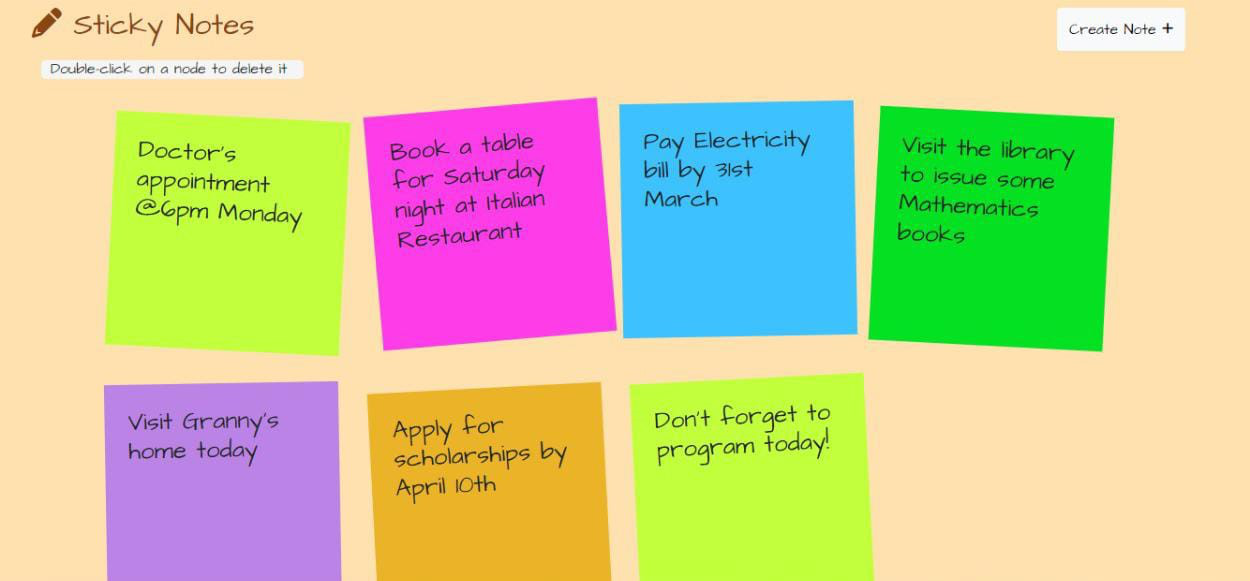 Sticky Notes
Create Note +
Double-click on a node to delete it
Doctor's
appointment
@6pm Monday
Book a table
for Saturday
night at Italian
Restaurant
Pay Electricity
bill by 31st
March
Visit the library
to issue some
Mathematics
books
Visit Granny's
home today
Apply for
scholarships by
April 10th
Don't forget to
program today!